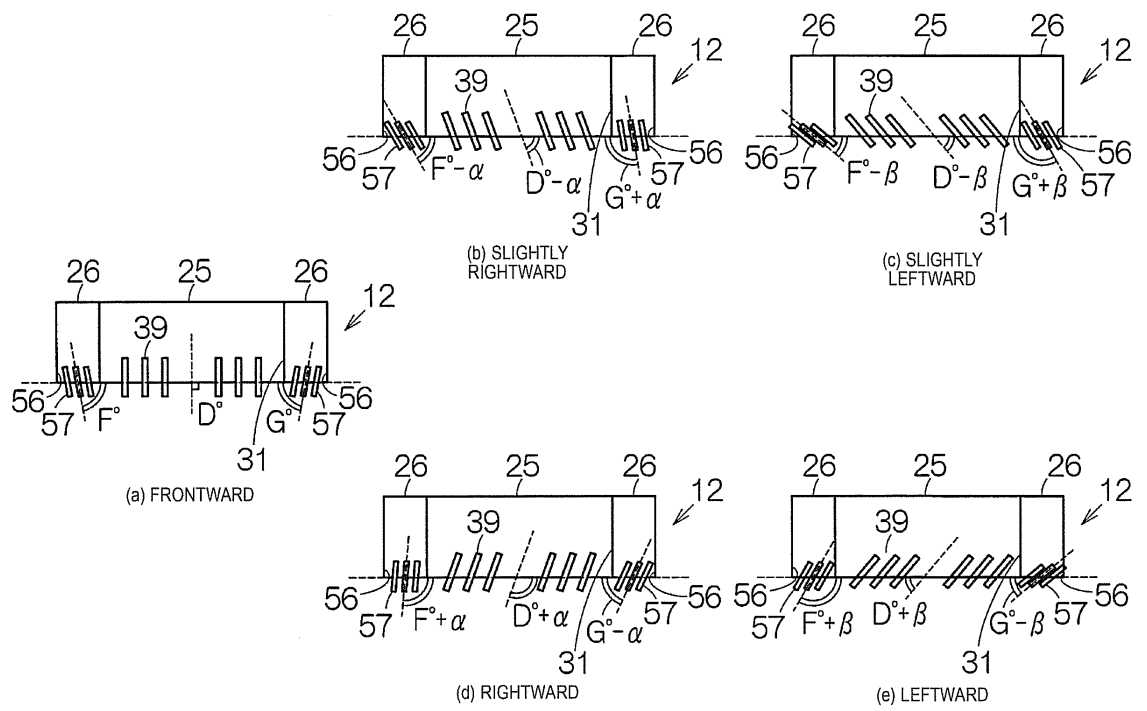 26 25 26
12
39
56
57
F°-α
D°-α
G°+α
56
31
(b) SLIGHTLY
RIGHTWARD
26 25 26
12
39
56
57
F°-β
D°-β
G°+β
57
56
31
(c) SLIGHTLY
LEFTWARD
26 25 26
12
39
56
57
F°
D°
G°
57
56
31
(a) FRONTWARD
26 25 26
12
39
56
57
F°+α
D°+α
G°-α
57
56
31
(d) RIGHTWARD
26 25 26
12
39
56
57
F°+β
D°+β
G°-β
57
56
31
(e) LEFTWARD